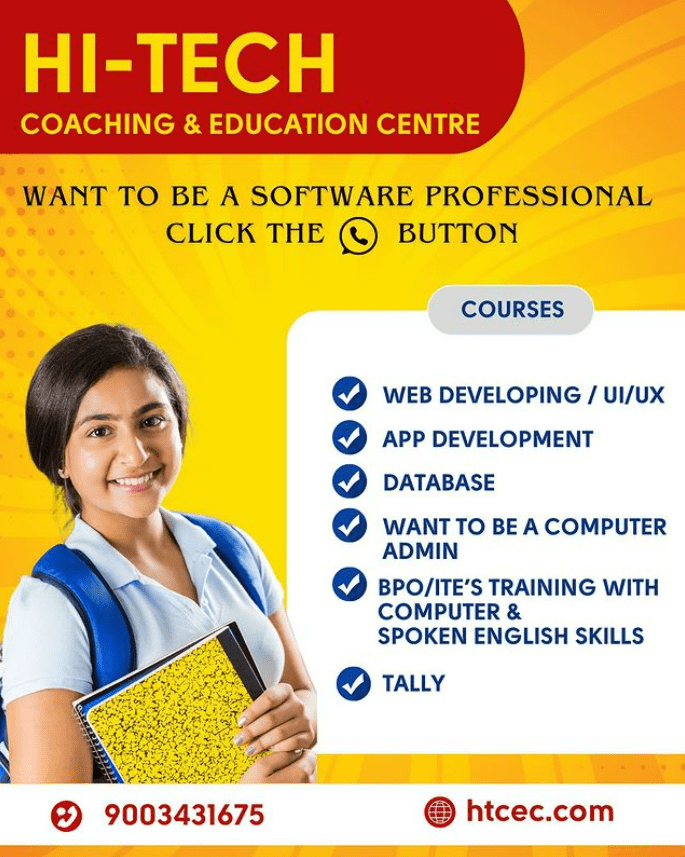 HI-TECH
COACHING & EDUCATION CENTRE
WANT TO BE A SOFTWARE PROFESSIONAL
CLICK THE BUTTON
COURSES
WEB DEVELOPING / UI/UX
APP DEVELOPMENT
DATABASE
WANT TO BE A COMPUTER
ADMIN
BPO/ITE'S TRAINING WITH
COMPUTER &
SPOKEN ENGLISH SKILLS
TALLY
9003431675
htcec.com